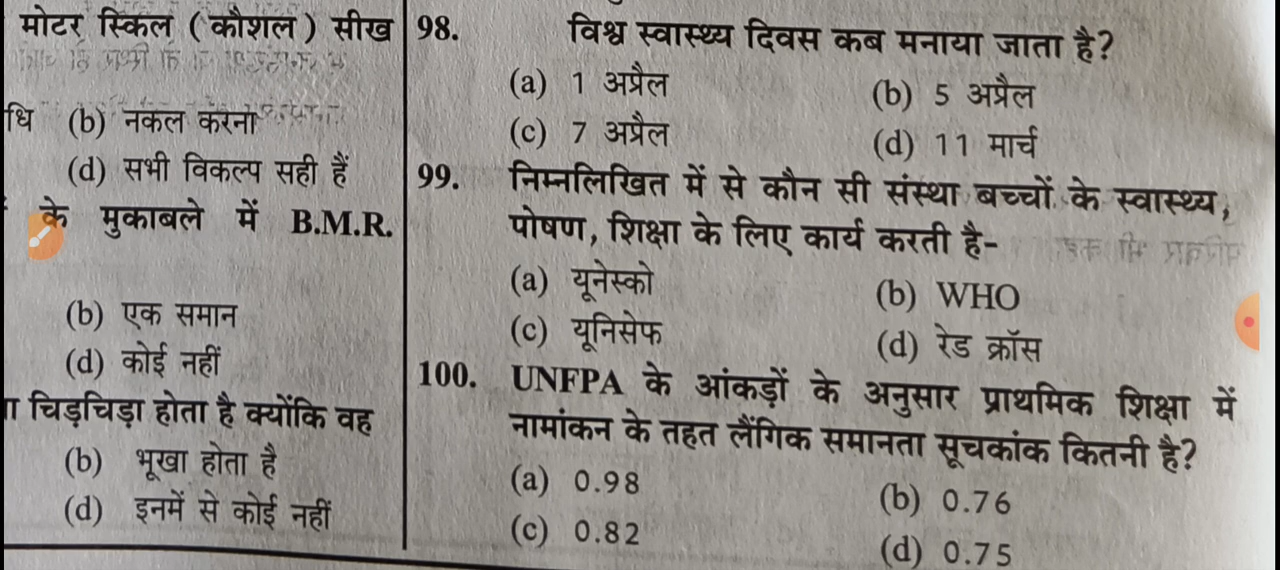 मोटर स्किल (कौशल) सीख
धि (b) नकल करना
(d) सभी विकल्प सही हैं
के मुकाबले में B.M.R.
(b) एक समान
(d) कोई नहीं
चिड़चिड़ा होता है क्योंकि वह
(b) भूखा होता है
(d) इनमें से कोई नहीं
98. विश्व स्वास्थ्य दिवस कब मनाया जाता है?
(a) 1 अप्रैल (b) 5 अप्रैल
(c) 7 अप्रैल (d) 11 मार्च
99. निम्नलिखित में से कौन सी संस्था बच्चों के स्वास्थ्य,
पोषण, शिक्षा के लिए कार्य करती है-
(a) यूनेस्को (b) WHO
(c) यूनिसेफ (d) रेड क्रॉस
100. UNFPA के आंकड़ों के अनुसार प्राथमिक शिक्षा में
नामांकन के तहत लैंगिक समानता सूचकांक कितनी है?
(a) 0.98 (b) 0.76
(c) 0.82 (d) 0.75